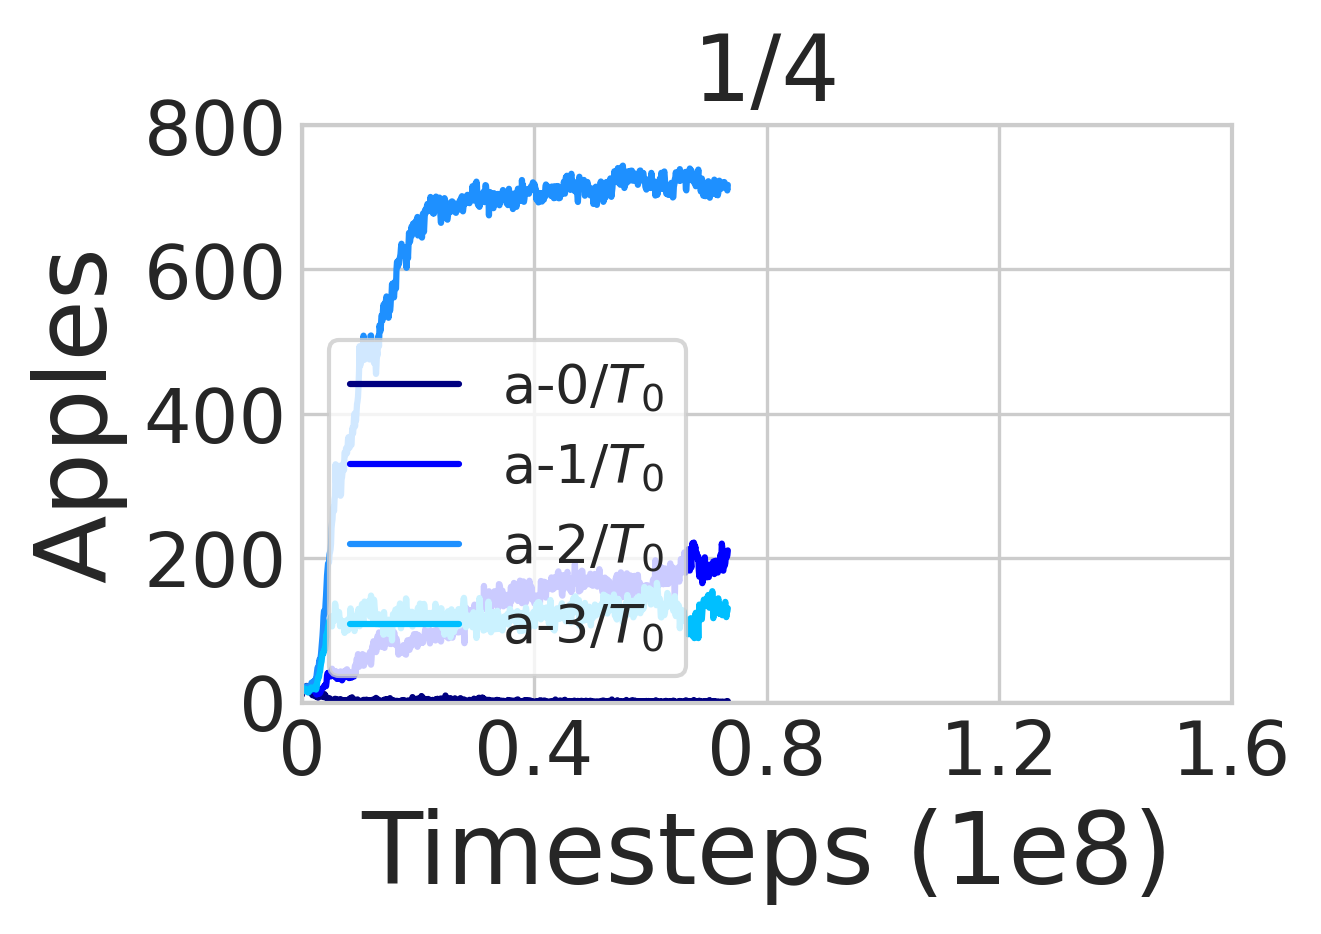 1/4
Apples
800
600
400
200
0
a-0/T₀
a-1/T₀
a-2/T₀
a-3/T₀
0 0.4 0.8 1.2 1.6
Timesteps (1e8)